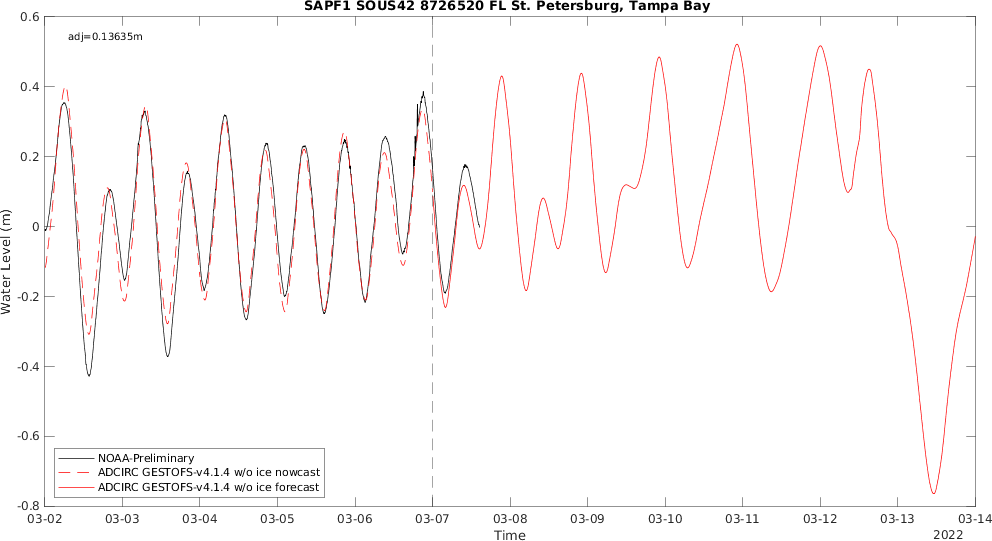 SAPF1 SOUS42 8726520 FL St. Petersburg, Tampa Bay
adj=0.13635m
0.6
0.4
0.2
0
-0.2
-0.4
-0.6
-0.8
Water Level (m)
NOAA-Preliminary
ADCIRC GESTOFS-v4.1.4 w/o ice nowcast
ADCIRC GESTOFS-v4.1.4 w/o ice forecast
03-02 03-03 03-04 03-05 03-06 03-07 03-08 03-09 03-10 03-11 03-12 03-13 03-14
Time
2022